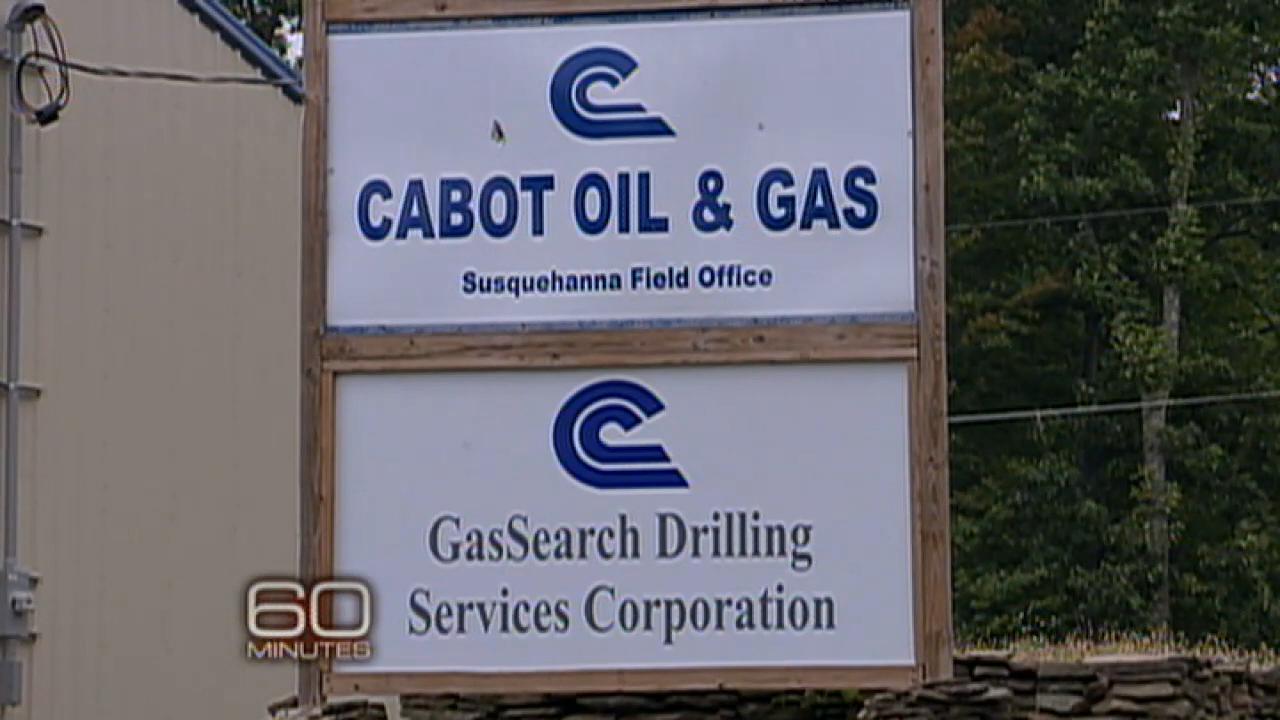 CABOT OIL & GAS
Susquehanna Field Office
GasSearch Drilling
Services Corporation
60
MINUTES